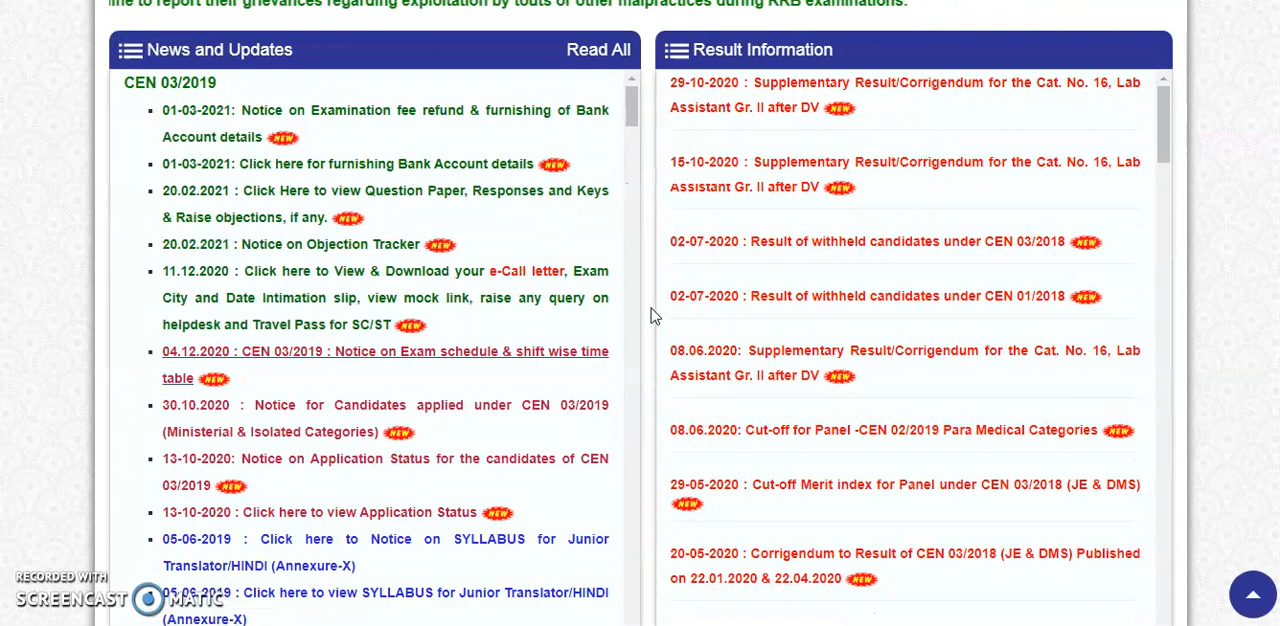 time to report their grievances regarding exploitation by touts or other malpractices during RRB examinations.
News and Updates Read All
CEN 03/2019
01-03-2021: Notice on Examination fee refund & furnishing of Bank
Account details NEW
01-03-2021: Click here for furnishing Bank Account details NEW
20.02.2021 : Click Here to view Question Paper, Responses and Keys
& Raise objections, if any. NEW
20.02.2021 : Notice on Objection Tracker NEW
11.12.2020 : Click here to View & Download your e-Call letter, Exam
City and Date Intimation slip, view mock link, raise any query on
helpdesk and Travel Pass for SC/ST NEW
04.12.2020 : CEN 03/2019 : Notice on Exam schedule & shift wise time
table NEW
30.10.2020 : Notice for Candidates applied under CEN 03/2019
(Ministerial & Isolated Categories) NEW
13-10-2020: Notice on Application Status for the candidates of CEN
03/2019 NEW
13-10-2020 : Click here to view Application Status NEW
05-06-2019 : Click here to Notice on SYLLABUS for Junior
Translator/HINDI (Annexure-X)
05-06-2019 : Click here to view SYLLABUS for Junior Translator/HINDI
(Annexure-X)
Result Information
29-10-2020 : Supplementary Result/Corrigendum for the Cat. No. 16, Lab
Assistant Gr. II after DV NEW
15-10-2020 : Supplementary Result/Corrigendum for the Cat. No. 16, Lab
Assistant Gr. II after DV NEW
02-07-2020 : Result of withheld candidates under CEN 03/2018 NEW
02-07-2020 : Result of withheld candidates under CEN 01/2018 NEW
08.06.2020: Supplementary Result/Corrigendum for the Cat. No. 16, Lab
Assistant Gr. II after DV NEW
08.06.2020: Cut-off for Panel -CEN 02/2019 Para Medical Categories NEW
29-05-2020 : Cut-off Merit index for Panel under CEN 03/2018 (JE & DMS)
NEW
20-05-2020 : Corrigendum to Result of CEN 03/2018 (JE & DMS) Published
on 22.01.2020 & 22.04.2020 NEW
RECORDED WITH
SCREENCAST MATIC